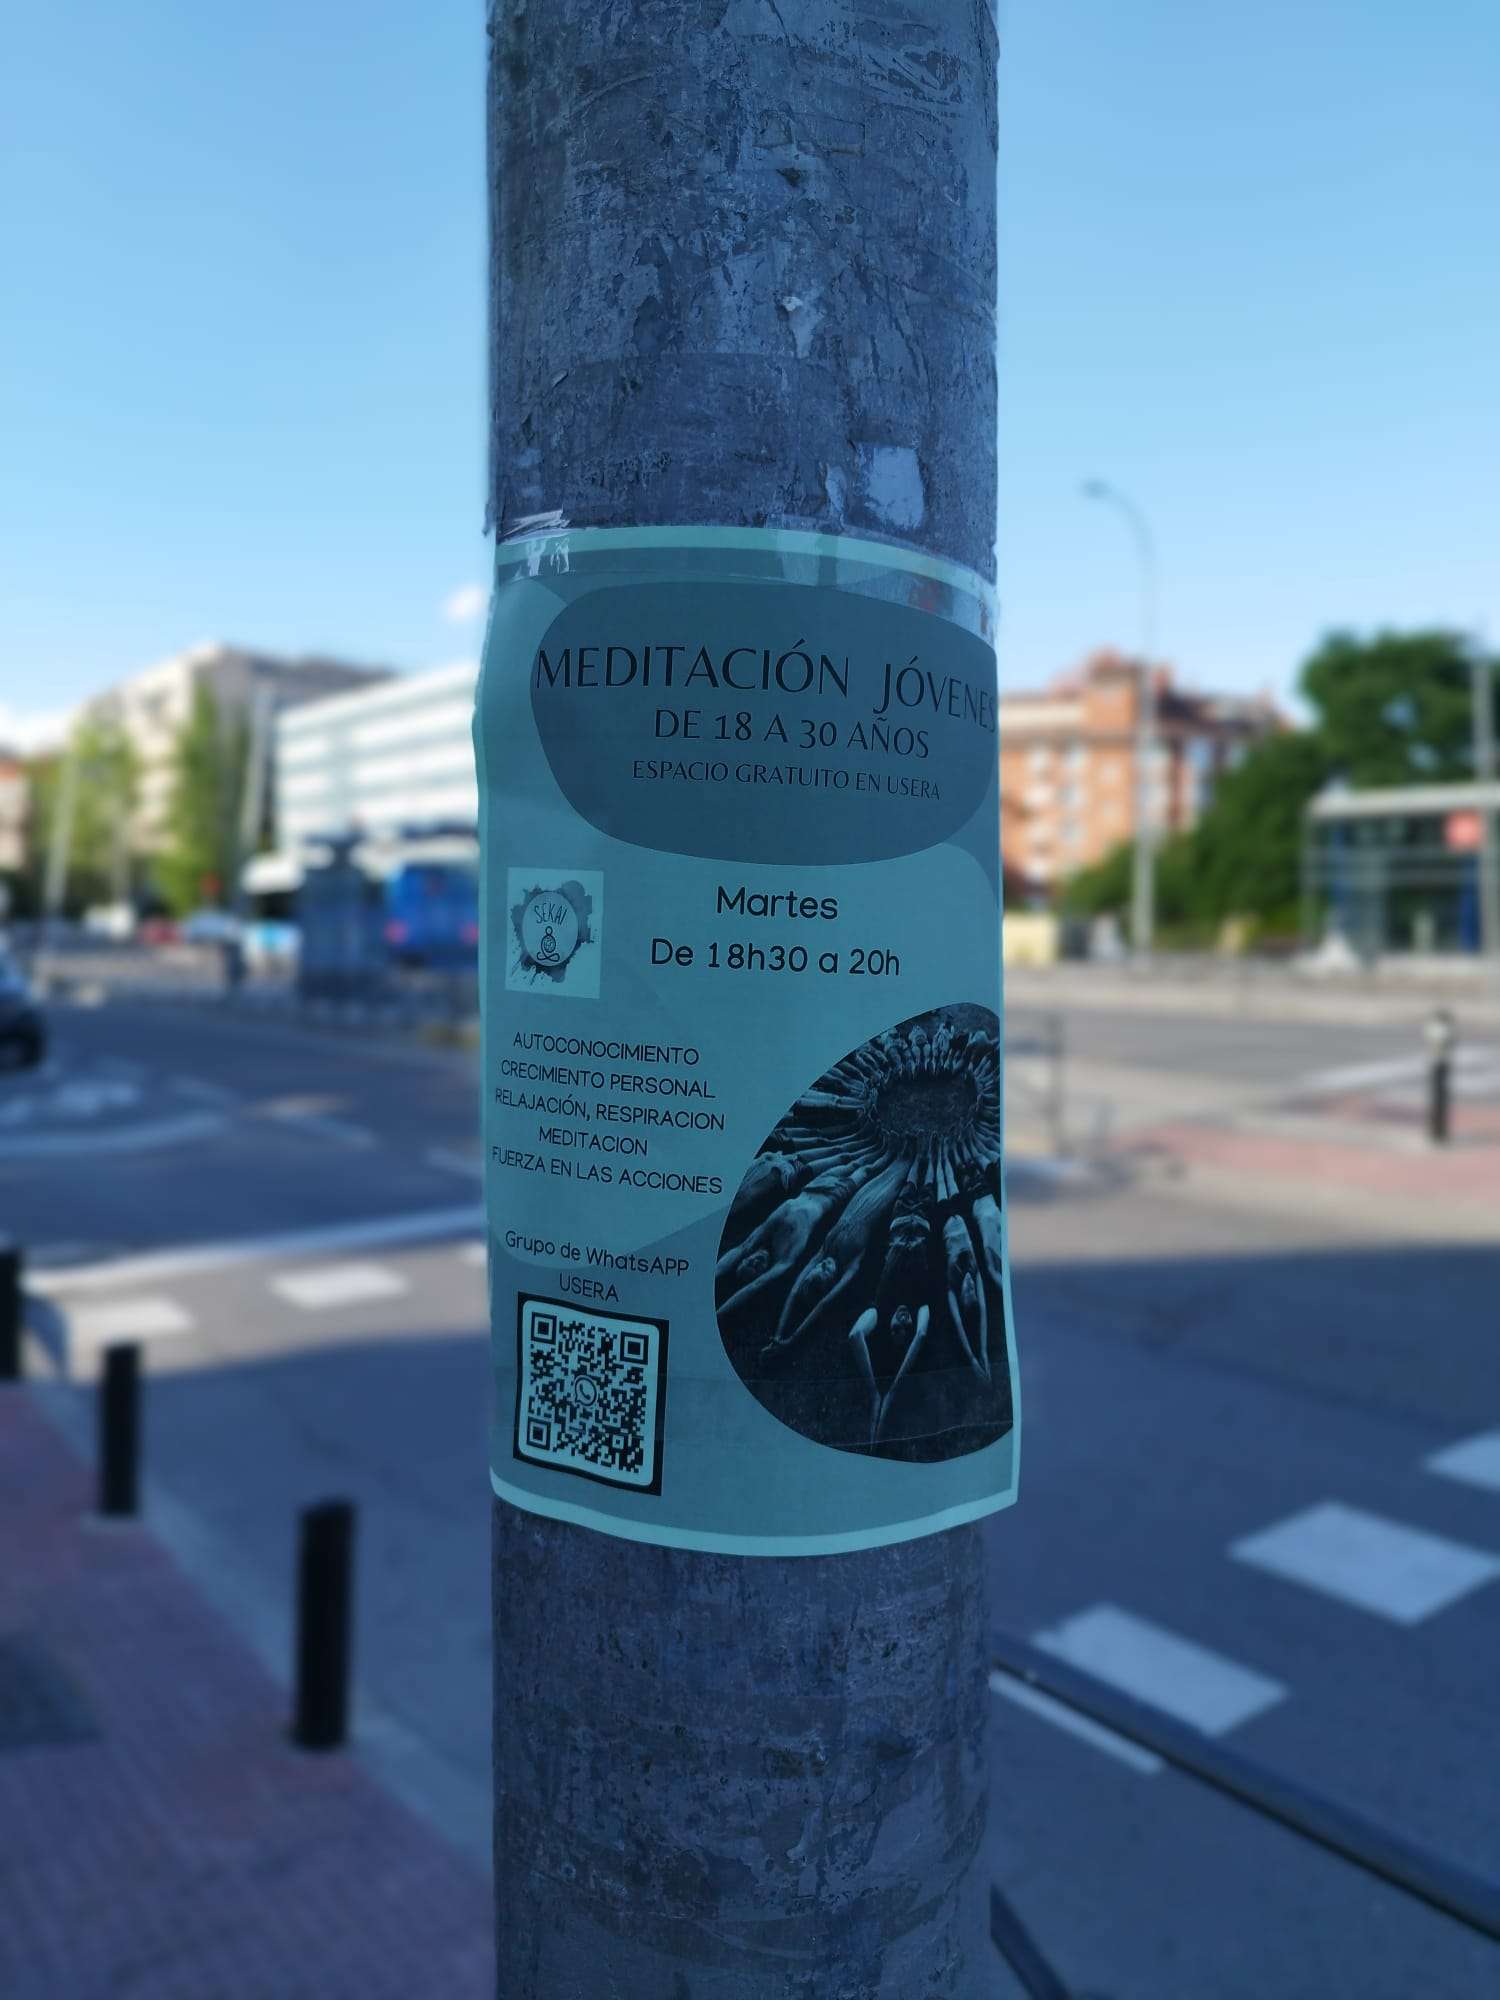 MEDITACIÓN JÓVENES
DE 18 A 30 AÑOS
ESPACIO GRATUITO EN USERA
SEKAI
Martes
De 18h30 a 20h
AUTOCONOCIMIENTO
CRECIMIENTO PERSONAL
RELAJACIÓN, RESPIRACION
MEDITACION
FUERZA EN LAS ACCIONES
Grupo de WhatsAPP
USERA